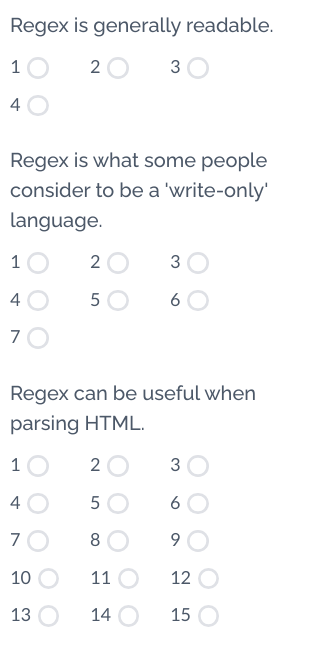 Regex is generally readable.
1 2 3
4
Regex is what some people
consider to be a 'write-only'
language.
1 2 3
4 5 6
7
Regex can be useful when
parsing HTML.
1 2 3
4 5 6
7 8 9
10 11 12
13 14 15